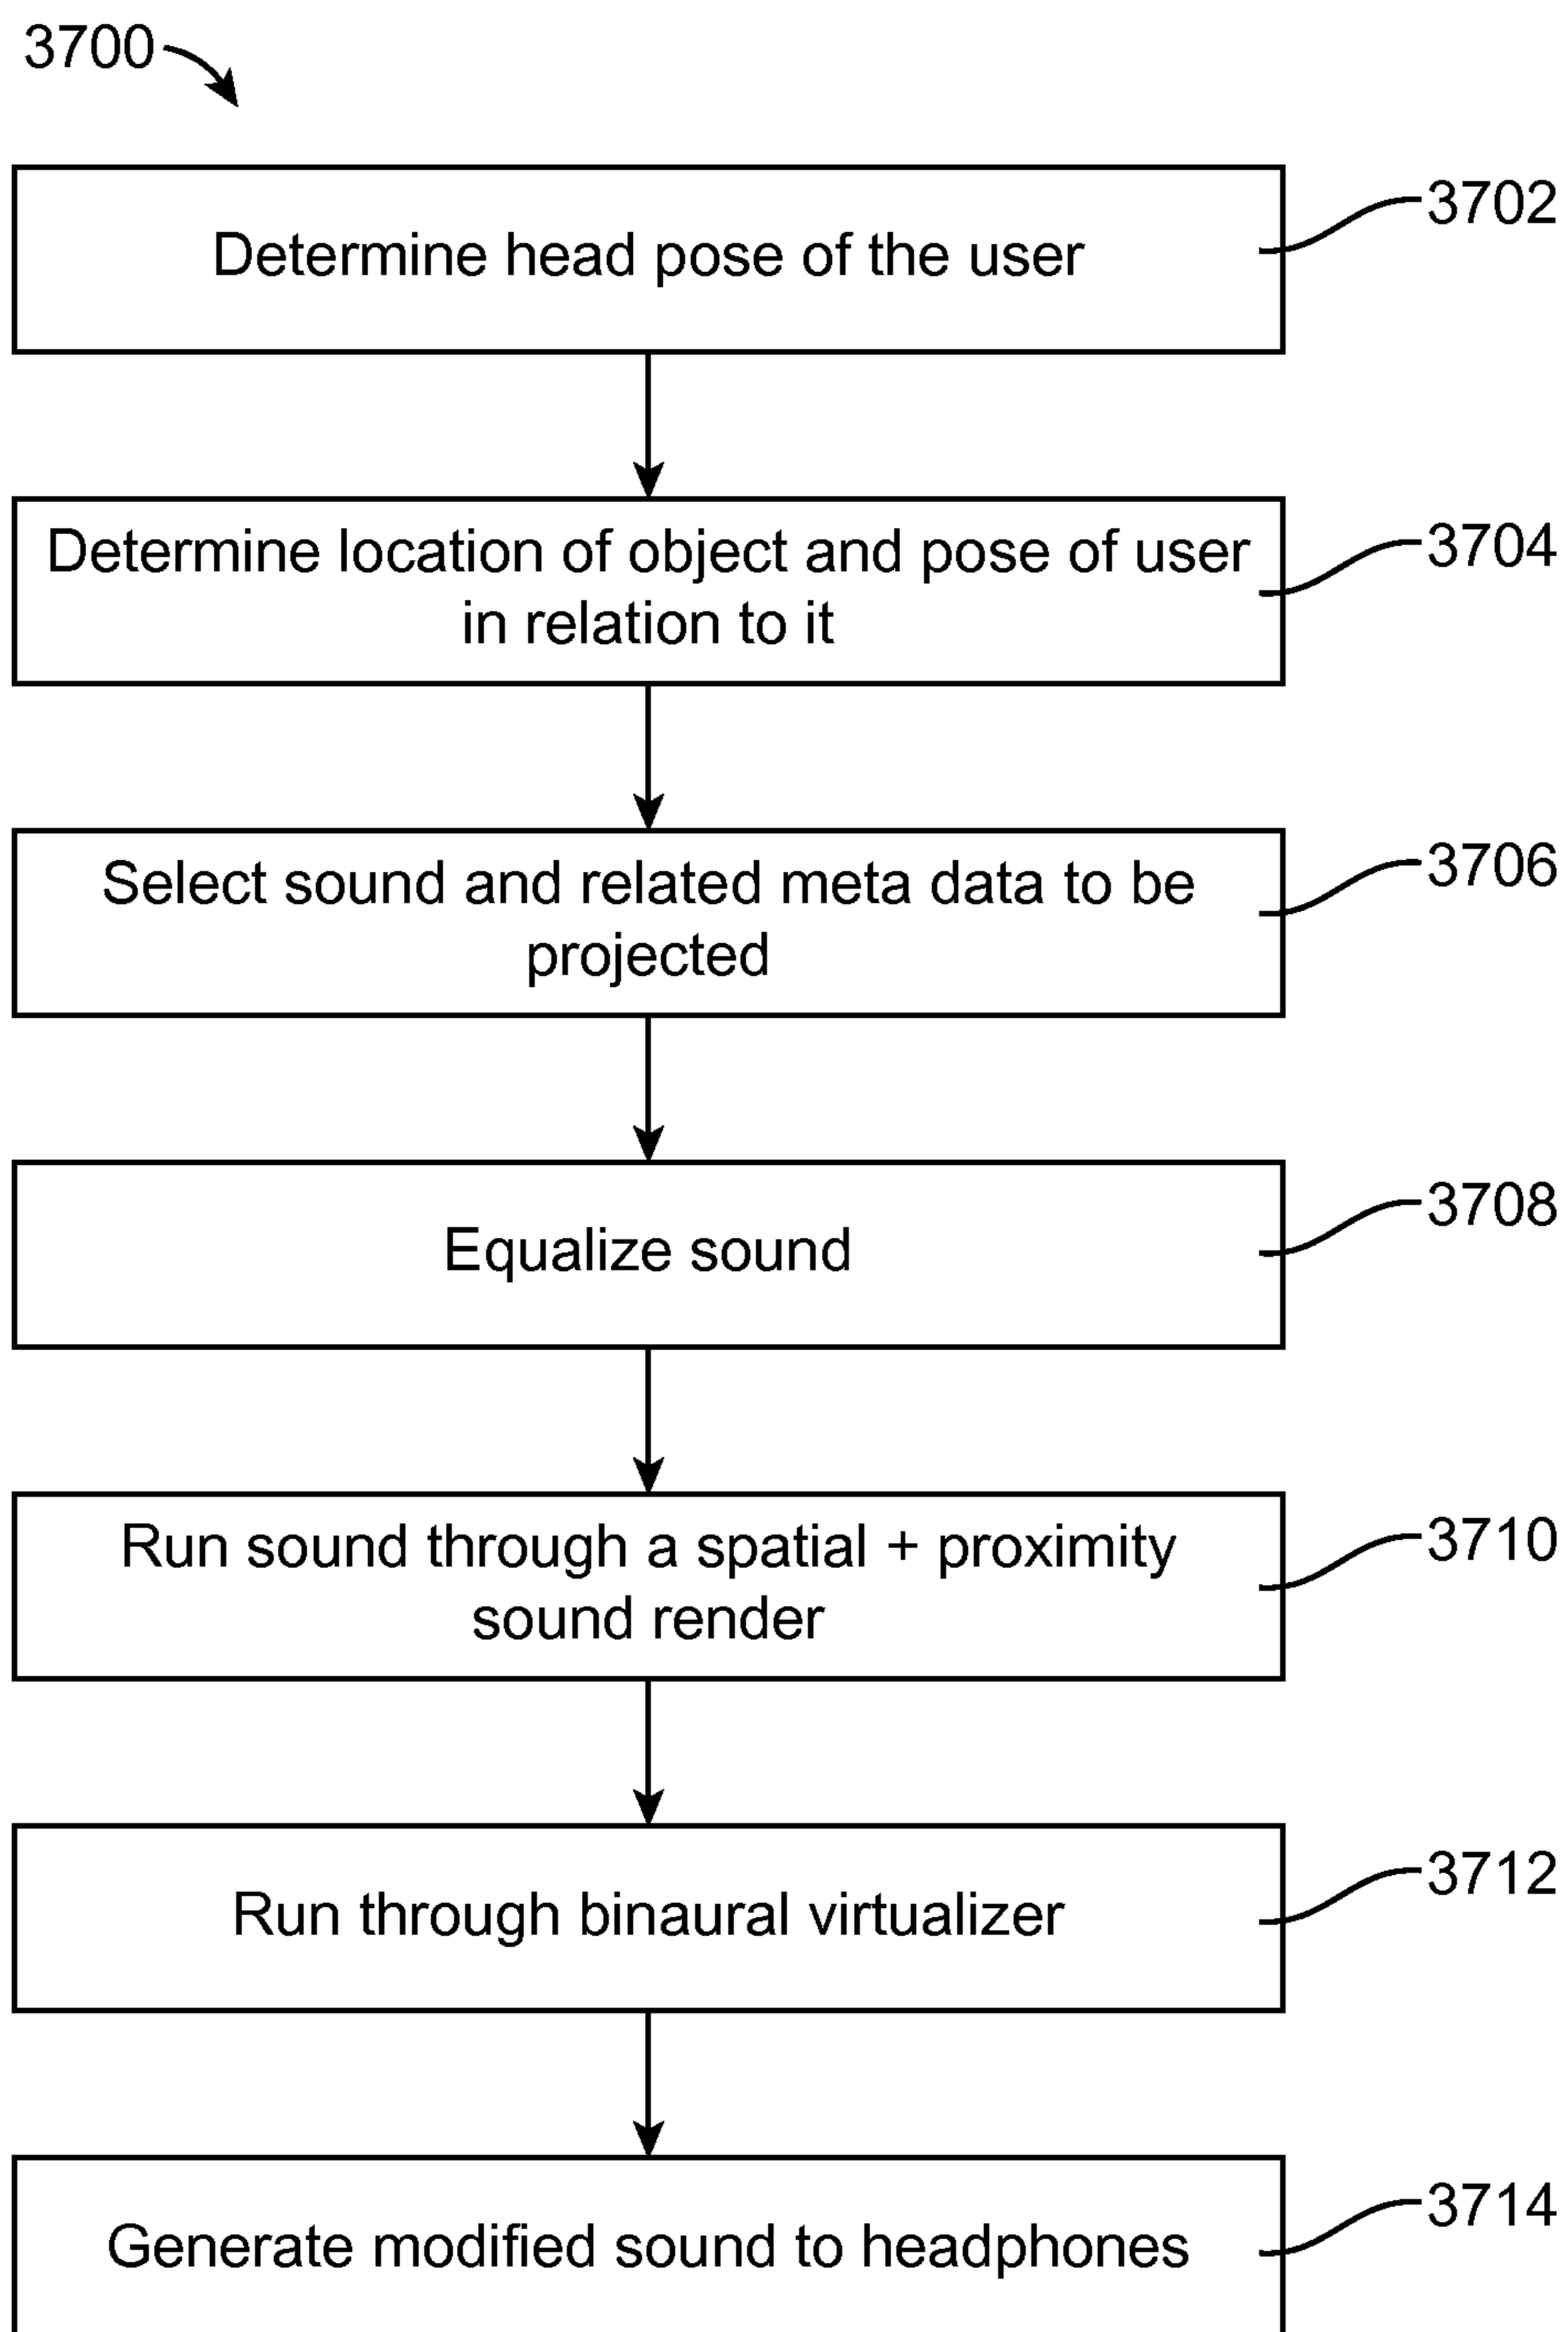 3700
Determine head pose of the user
3702
Determine location of object and pose of user
in relation to it
3704
Select sound and related meta data to be
projected
3706
Equalize sound
3708
Run sound through a spatial + proximity
sound render
3710
Run through binaural virtualizer
3712
Generate modified sound to headphones
3714